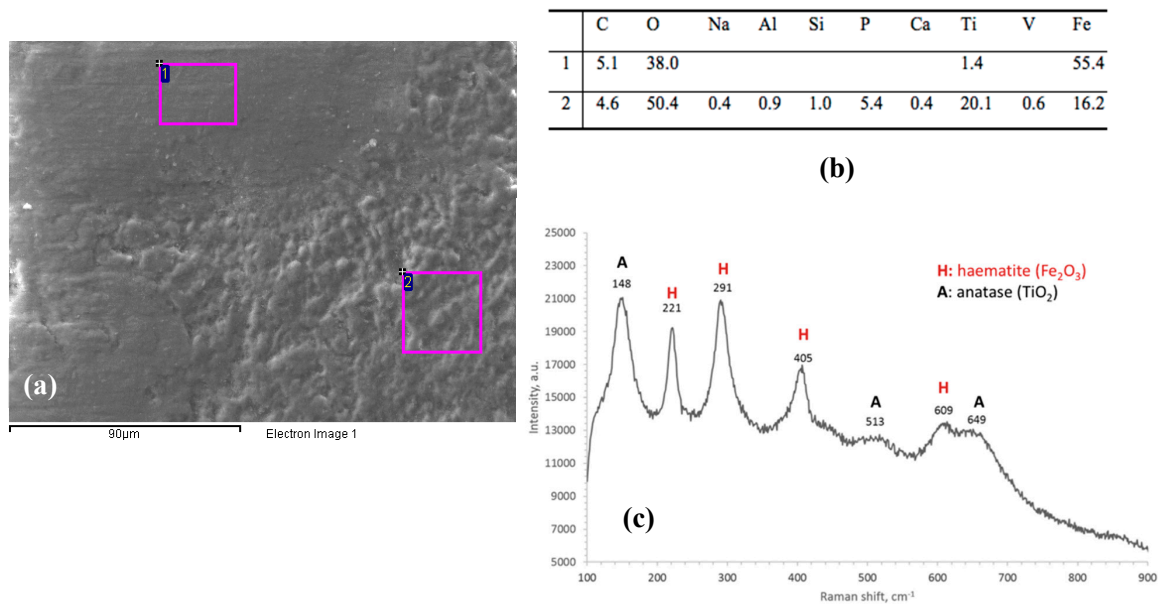 1
2
(a)
90µm Electron Image 1
C O Na Al Si P Ca Ti V Fe
1 5.1 38.0 1.4 55.4
2 4.6 50.4 0.4 0.9 1.0 5.4 0.4 20.1 0.6 16.2
(b)
25000
23000
21000
19000
17000
15000
13000
11000
9000
7000
5000
Intensity, a.u.
A
148
H
221
H
291
H
405
A
513
H
609
A
649
H: haematite (Fe₂O₃)
A: anatase (TiO₂)
(c)
100 200 300 400 500 600 700 800 900
Raman shift, cm⁻¹